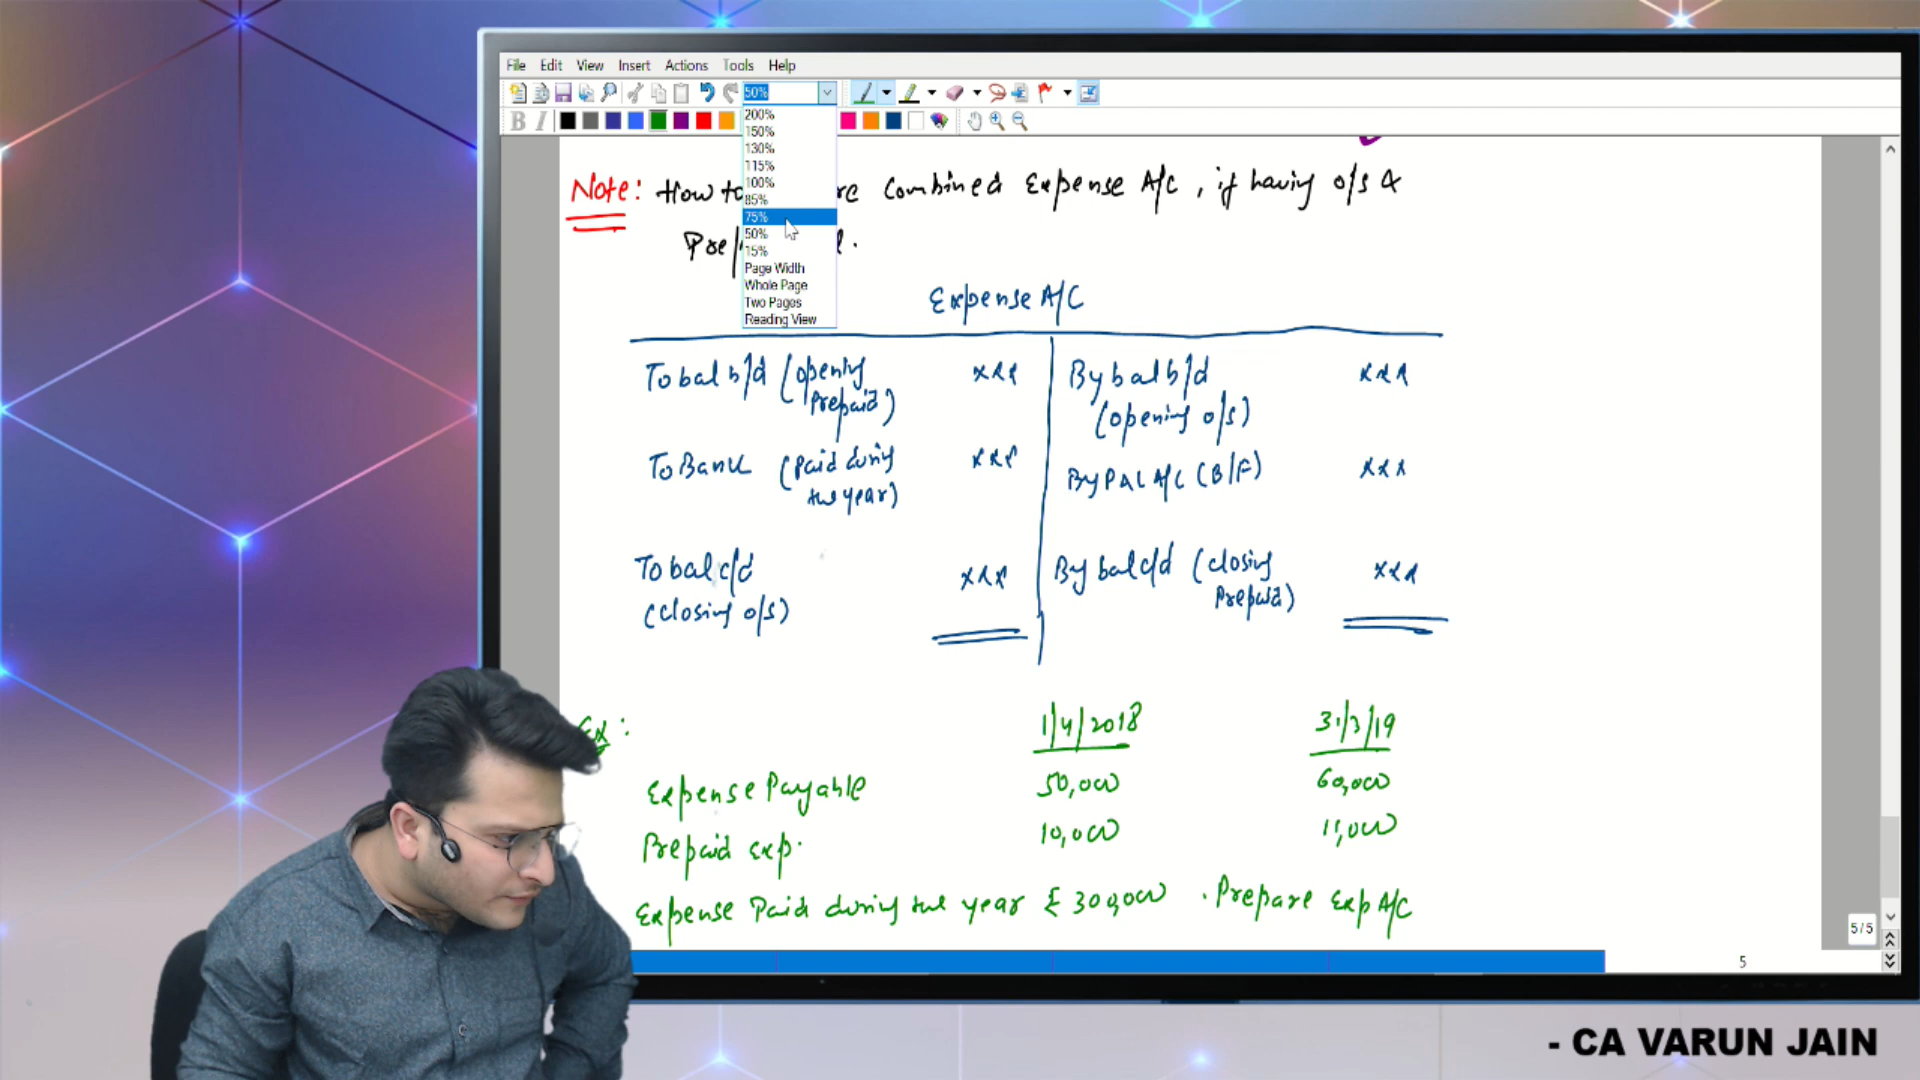 File Edit View Insert Actions Tools Help
50%
200%
150%
130%
115%
100%
85%
75%
50%
15%
Page Width
Whole Page
Two Pages
Reading View
B I
Note: How to re Combined Expense A/c, if having o/s &
Prep
Expense A/C
To bal b/d (opening Prepaid) xxx By bal b/d (opening o/s) xxx
To Bank (Paid during the year) xxx By P&L A/c (B/F) xxx
To bal c/d (closing o/s) xxx By bal c/d (closing Prepaid) xxx
Ex: 1/4/2018 31/3/19
Expense Payable 50,000 60,000
Prepaid exp. 10,000 11,000
Expense Paid during the year ₹ 300,000 . Prepare Exp A/c
5/5
5
- CA VARUN JAIN